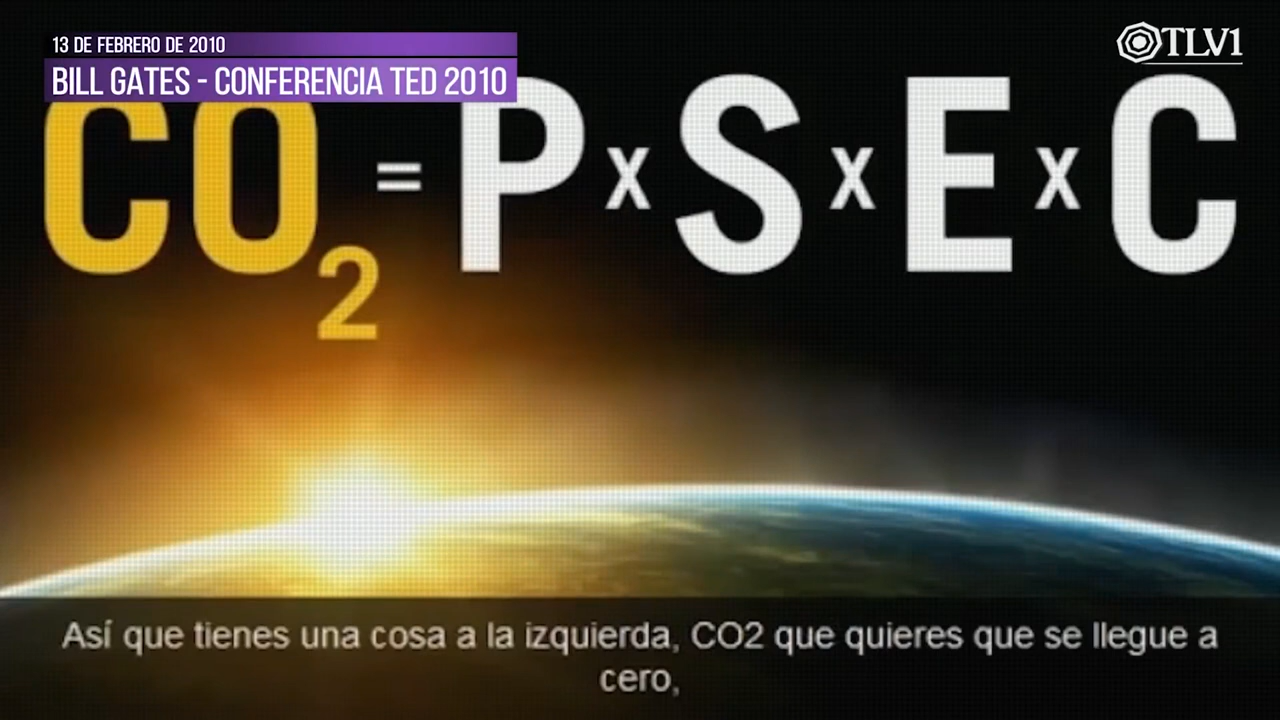 13 DE FEBRERO DE 2010
BILL GATES - CONFERENCIA TED 2010
TLV1
CO2 = P x S x E x C
Así que tienes una cosa a la izquierda, CO2 que quieres que se llegue a
cero,